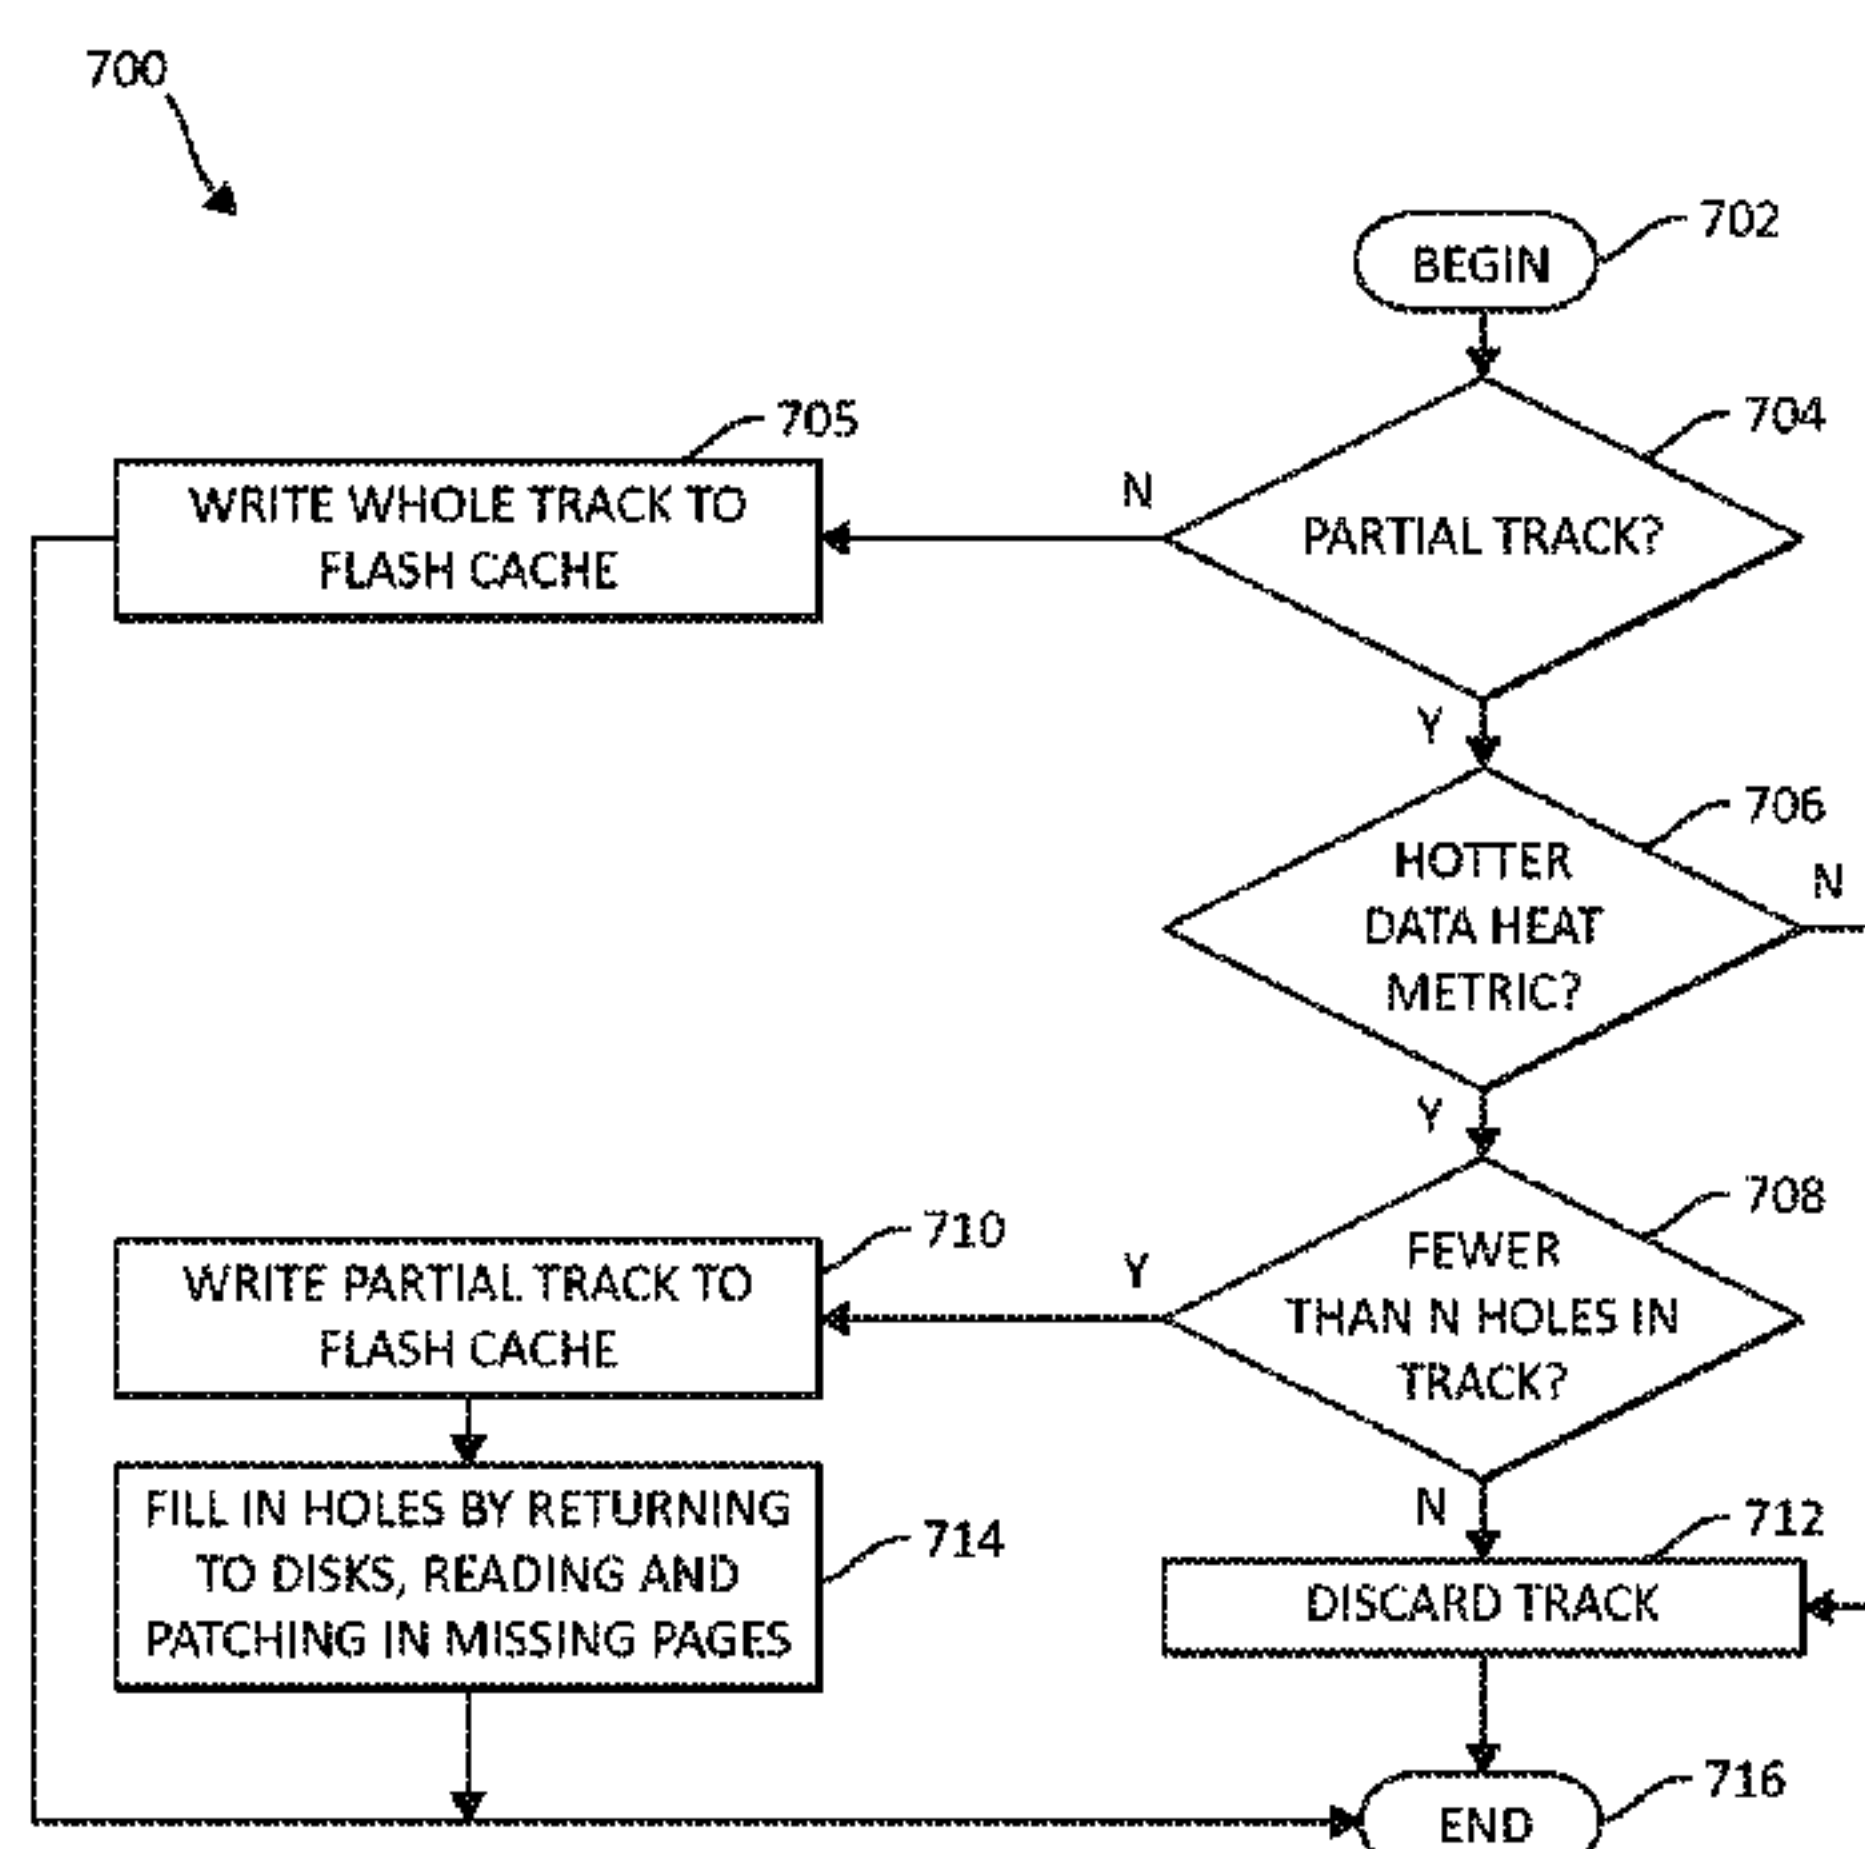 700
BEGIN
702
704
PARTIAL TRACK?
N
705
WRITE WHOLE TRACK TO
FLASH CACHE
Y
706
HOTTER
DATA HEAT
METRIC?
N
Y
708
FEWER
THAN N HOLES IN
TRACK?
Y
710
WRITE PARTIAL TRACK TO
FLASH CACHE
N
712
DISCARD TRACK
FILL IN HOLES BY RETURNING
TO DISKS, READING AND
PATCHING IN MISSING PAGES
714
716
END